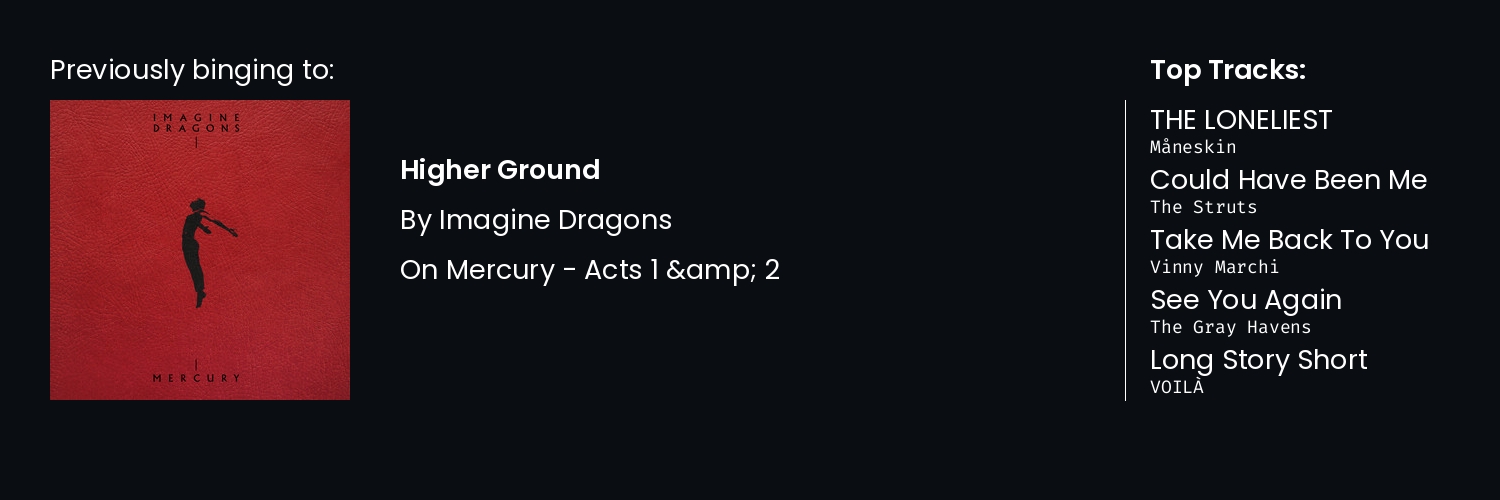 Previously binging to:
IMAGINE
DRAGONS
MERCURY
Higher Ground
By Imagine Dragons
On Mercury - Acts 1 &amp; 2
Top Tracks:
THE LONELIEST
Måneskin
Could Have Been Me
The Struts
Take Me Back To You
Vinny Marchi
See You Again
The Gray Havens
Long Story Short
VOILÀ